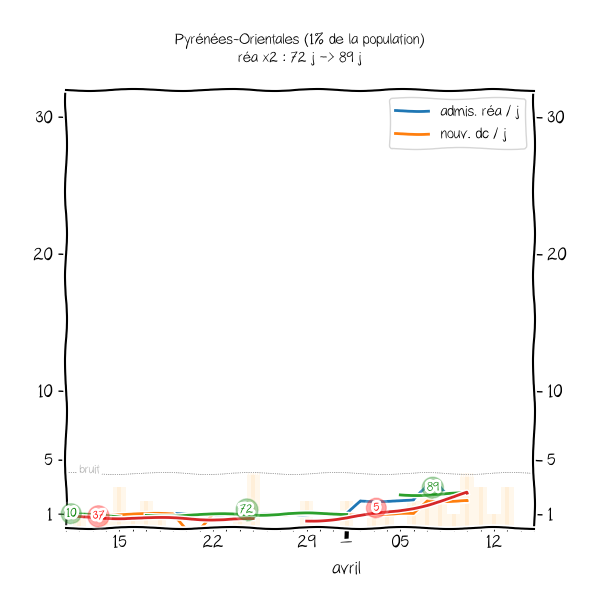 Pyrénées-Orientales (1% de la population)
réa x2 : 72 j -> 89 j
admis. réa / j
nouv. dc / j
30 30
20 20
10 10
5 5
bruit
1 1
10 37 72 5 89
15 22 29 05 12
avril